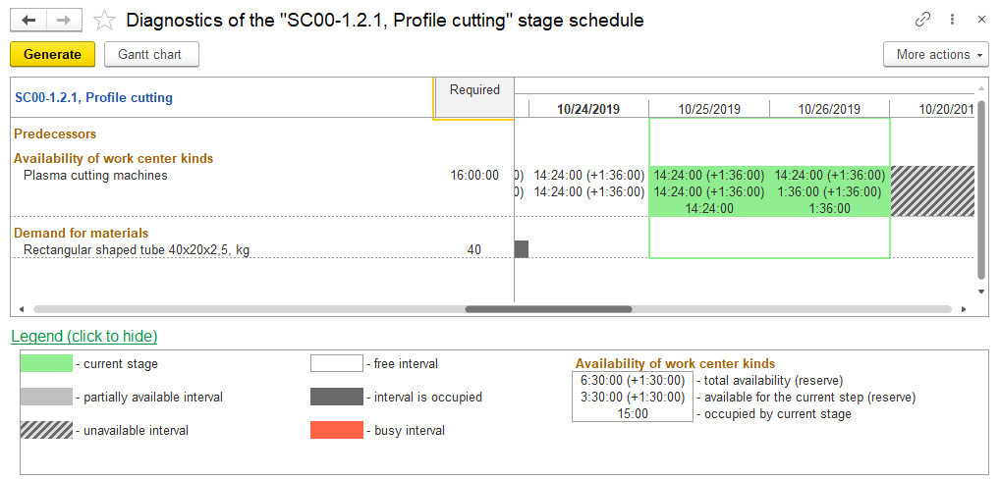 Diagnostics of the "SC00-1.2.1, Profile cutting" stage schedule
Generate Gantt chart More actions
SC00-1.2.1, Profile cutting Required
10/24/2019 10/25/2019 10/26/2019 10/20/201
Predecessors
Availability of work center kinds
Plasma cutting machines 16:00:00 0) 14:24:00 (+1:36:00) 14:24:00 (+1:36:00) 14:24:00 (+1:36:00)
0) 14:24:00 (+1:36:00) 14:24:00 (+1:36:00) 1:36:00 (+1:36:00)
14:24:00 1:36:00
Demand for materials
Rectangular shaped tube 40x20x2,5, kg 40
Legend (click to hide)
- current stage - free interval Availability of work center kinds
6:30:00 (+1:30:00) - total availability (reserve)
- partially available interval - interval is occupied 3:30:00 (+1:30:00) - available for the current step (reserve)
15:00 - occupied by current stage
- unavailable interval - busy interval